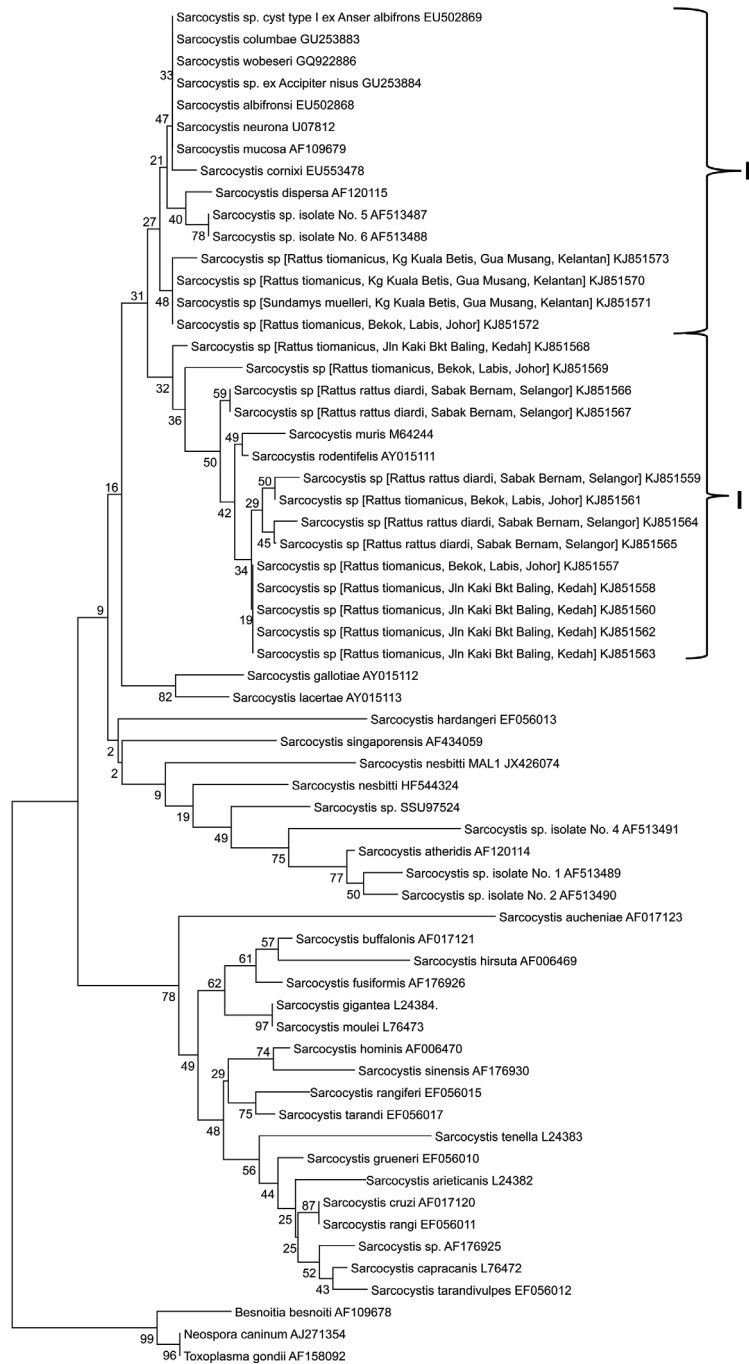 Sarcocystis sp. cyst type I ex Anser albifrons EU502869
Sarcocystis columbae GU253883
Sarcocystis wobeseri GQ922886
33
Sarcocystis sp. ex Accipiter nisus GU253884
Sarcocystis albifronsi EU502868
47
Sarcocystis neurona U07812
Sarcocystis mucosa AF109679
21
Sarcocystis cornixi EU553478
I
Sarcocystis dispersa AF120115
40
Sarcocystis sp. isolate No. 5 AF513487
27
78
Sarcocystis sp. isolate No. 6 AF513488
Sarcocystis sp [Rattus tiomanicus, Kg Kuala Betis, Gua Musang, Kelantan] KJ851573
Sarcocystis sp [Rattus tiomanicus, Kg Kuala Betis, Gua Musang, Kelantan] KJ851570
31
48
Sarcocystis sp [Sundamys muelleri, Kg Kuala Betis, Gua Musang, Kelantan] KJ851571
Sarcocystis sp [Rattus tiomanicus, Bekok, Labis, Johor] KJ851572
Sarcocystis sp [Rattus tiomanicus, Jln Kaki Bkt Baling, Kedah] KJ851568
32
Sarcocystis sp [Rattus tiomanicus, Bekok, Labis, Johor] KJ851569
59
Sarcocystis sp [Rattus rattus diardi, Sabak Bernam, Selangor] KJ851566
36
Sarcocystis sp [Rattus rattus diardi, Sabak Bernam, Selangor] KJ851567
49
Sarcocystis muris M64244
50
Sarcocystis rodentifelis AY015111
50
Sarcocystis sp [Rattus rattus diardi, Sabak Bernam, Selangor] KJ851559
16
29
Sarcocystis sp [Rattus tiomanicus, Bekok, Labis, Johor] KJ851561
I
42
Sarcocystis sp [Rattus rattus diardi, Sabak Bernam, Selangor] KJ851564
45
Sarcocystis sp [Rattus rattus diardi, Sabak Bernam, Selangor] KJ851565
34
Sarcocystis sp [Rattus tiomanicus, Bekok, Labis, Johor] KJ851557
Sarcocystis sp [Rattus tiomanicus, Jln Kaki Bkt Baling, Kedah] KJ851558
9
19
Sarcocystis sp [Rattus tiomanicus, Jln Kaki Bkt Baling, Kedah] KJ851560
Sarcocystis sp [Rattus tiomanicus, Jln Kaki Bkt Baling, Kedah] KJ851562
Sarcocystis sp [Rattus tiomanicus, Jln Kaki Bkt Baling, Kedah] KJ851563
Sarcocystis gallotiae AY015112
82
Sarcocystis lacertae AY015113
Sarcocystis hardangeri EF056013
2
Sarcocystis singaporensis AF434059
2
Sarcocystis nesbitti MAL1 JX426074
9
Sarcocystis nesbitti HF544324
19
Sarcocystis sp. SSU97524
49
Sarcocystis sp. isolate No. 4 AF513491
75
Sarcocystis atheridis AF120114
77
Sarcocystis sp. isolate No. 1 AF513489
50
Sarcocystis sp. isolate No. 2 AF513490
Sarcocystis aucheniae AF017123
57
Sarcocystis buffalonis AF017121
61
Sarcocystis hirsuta AF006469
62
Sarcocystis fusiformis AF176926
78
Sarcocystis gigantea L24384.
97
Sarcocystis moulei L76473
74
Sarcocystis hominis AF006470
49
Sarcocystis sinensis AF176930
29
Sarcocystis rangiferi EF056015
75
Sarcocystis tarandi EF056017
48
Sarcocystis tenella L24383
56
Sarcocystis grueneri EF056010
44
Sarcocystis arieticanis L24382
87
Sarcocystis cruzi AF017120
25
Sarcocystis rangi EF056011
25
Sarcocystis sp. AF176925
52
Sarcocystis capracanis L76472
43
Sarcocystis tarandivulpes EF056012
Besnoitia besnoiti AF109678
99
Neospora caninum AJ271354
96
Toxoplasma gondii AF158092